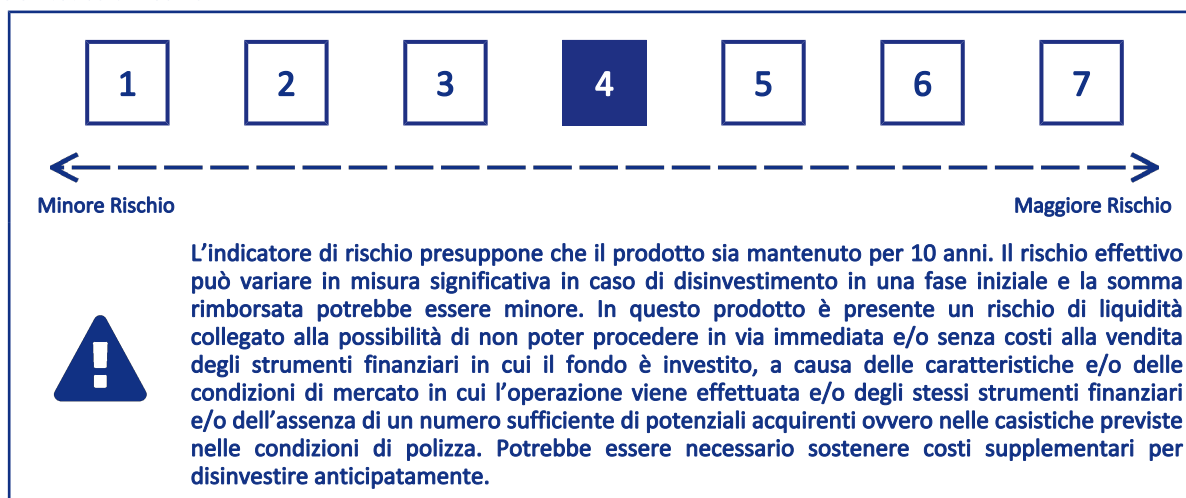 1 2 3 4 5 6 7
Minore Rischio Maggiore Rischio
L'indicatore di rischio presuppone che il prodotto sia mantenuto per 10 anni. Il rischio effettivo
può variare in misura significativa in caso di disinvestimento in una fase iniziale e la somma
rimborsata potrebbe essere minore. In questo prodotto è presente un rischio di liquidità
collegato alla possibilità di non poter procedere in via immediata e/o senza costi alla vendita
degli strumenti finanziari in cui il fondo è investito, a causa delle caratteristiche e/o delle
condizioni di mercato in cui l'operazione viene effettuata e/o degli stessi strumenti finanziari
e/o dell'assenza di un numero sufficiente di potenziali acquirenti ovvero nelle casistiche previste
nelle condizioni di polizza. Potrebbe essere necessario sostenere costi supplementari per
disinvestire anticipatamente.